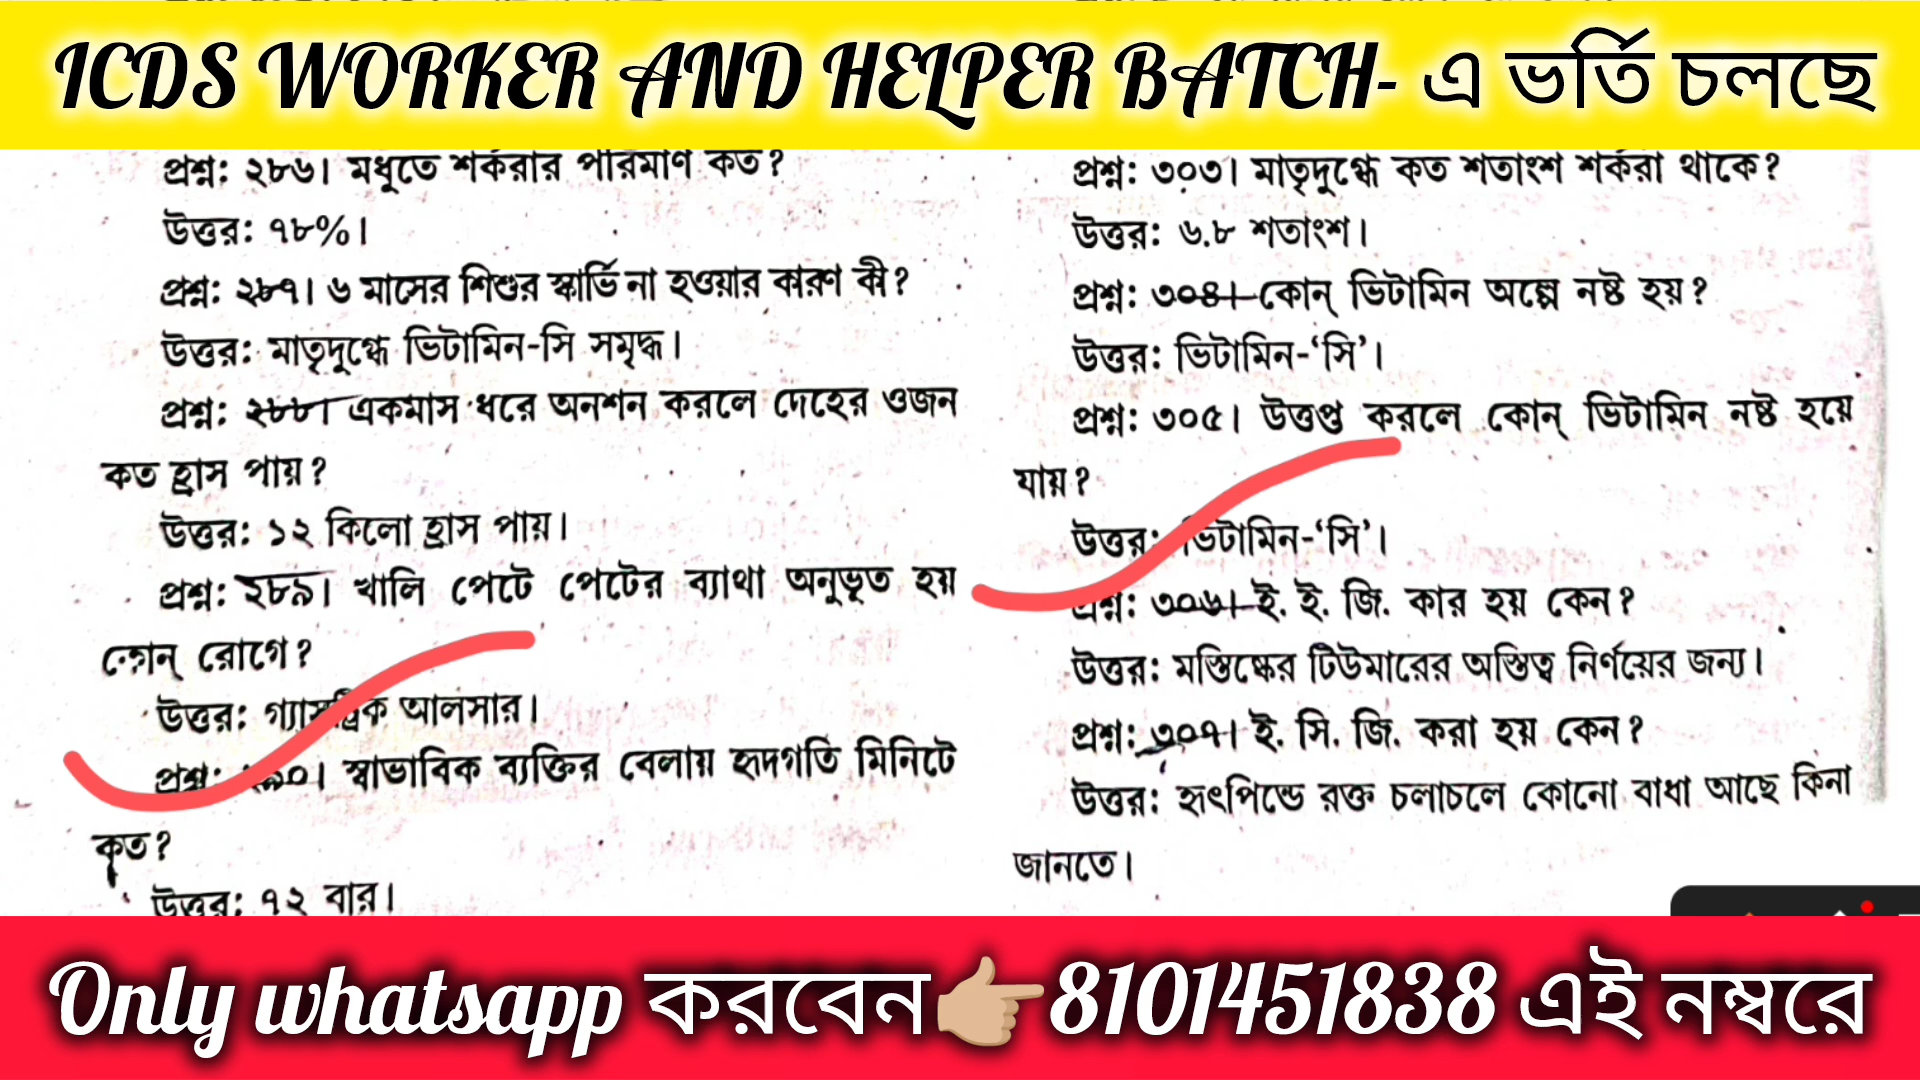 ICDS WORKER AND HELPER BATCH- এ ভর্তি চলছে
প্রশ্ন: ২৮৬। মধুতে শর্করার পরিমাণ কত?
উত্তর: ৭৮%।
প্রশ্ন: ২৮৭। ৬ মাসের শিশুর স্কার্ভি না হওয়ার কারণ কী?
উত্তর: মাতৃদুগ্ধে ভিটামিন-সি সমৃদ্ধ।
প্রশ্ন: ২৮৮। একমাস ধরে অনশন করলে দেহের ওজন
কত হ্রাস পায়?
উত্তর: ১২ কিলো হ্রাস পায়।
প্রশ্ন: ২৮৯। খালি পেটে পেটের ব্যাথা অনুভূত হয়
কোন্ রোগে?
উত্তর: গ্যাসট্রিক আলসার।
প্রশ্ন: ২৯০। স্বাভাবিক ব্যক্তির বেলায় হৃদগতি মিনিটে
কত?
উত্তর: ৭২ বার।
প্রশ্ন: ৩০৩। মাতৃদুগ্ধে কত শতাংশ শর্করা থাকে?
উত্তর: ৬.৮ শতাংশ।
প্রশ্ন: ৩০৪। কোন্ ভিটামিন অল্পে নষ্ট হয়?
উত্তর: ভিটামিন-‘সি’।
প্রশ্ন: ৩০৫। উত্তপ্ত করলে কোন্ ভিটামিন নষ্ট হয়ে
যায়?
উত্তর: ভিটামিন-‘সি’।
প্রশ্ন: ৩০৬। ই. ই. জি. কার হয় কেন?
উত্তর: মস্তিষ্কের টিউমারের অস্তিত্ব নির্ণয়ের জন্য।
প্রশ্ন: ৩০৭। ই. সি. জি. করা হয় কেন?
উত্তর: হৃৎপিন্ডে রক্ত চলাচলে কোনো বাধা আছে কিনা
জানতে।
Only whatsapp করবেন👉🏼8101451838 এই নম্বরে